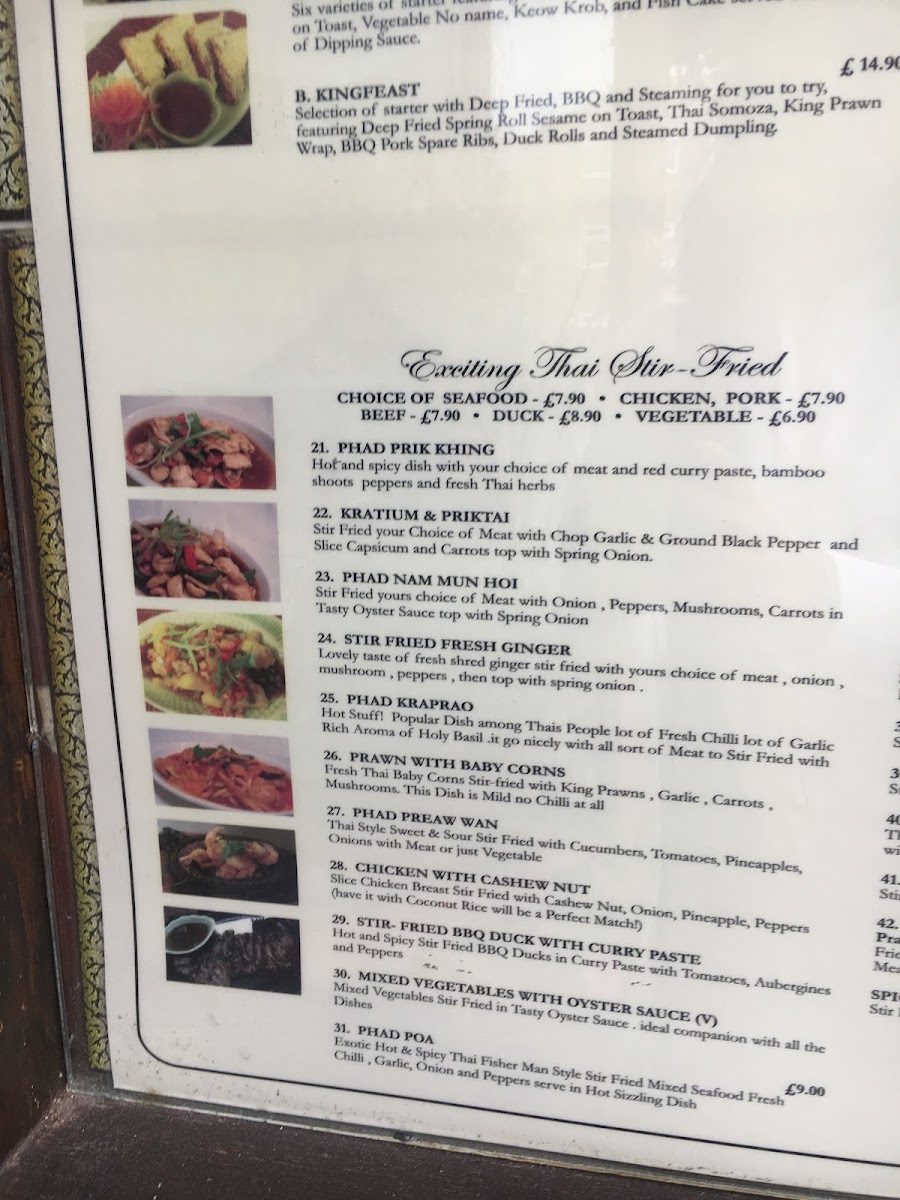 Six varieties of starter
on Toast, Vegetable No name, Keow Krob, and Fish Cake
of Dipping Sauce.
£ 14.90
B. KINGFEAST
Selection of starter with Deep Fried, BBQ and Steaming for you to try,
featuring Deep Fried Spring Roll Sesame on Toast, Thai Somoza, King Prawn
Wrap, BBQ Pork Spare Ribs, Duck Rolls and Steamed Dumpling.
Exciting Thai Stir-Fried
CHOICE OF SEAFOOD - £7.90 • CHICKEN, PORK - £7.90
BEEF - £7.90 • DUCK - £8.90 • VEGETABLE - £6.90
21. PHAD PRIK KHING
Hot and spicy dish with your choice of meat and red curry paste, bamboo
shoots peppers and fresh Thai herbs
22. KRATIUM & PRIKTAI
Stir Fried your Choice of Meat with Chop Garlic & Ground Black Pepper and
Slice Capsicum and Carrots top with Spring Onion.
23. PHAD NAM MUN HOI
Stir Fried yours choice of Meat with Onion , Peppers, Mushrooms, Carrots in
Tasty Oyster Sauce top with Spring Onion
24. STIR FRIED FRESH GINGER
Lovely taste of fresh shred ginger stir fried with yours choice of meat , onion ,
mushroom , peppers , then top with spring onion .
25. PHAD KRAPRAO
Hot Stuff! Popular Dish among Thais People lot of Fresh Chilli lot of Garlic
Rich Aroma of Holy Basil .it go nicely with all sort of Meat to Stir Fried with
26. PRAWN WITH BABY CORNS
Fresh Thai Baby Corns Stir-fried with King Prawns , Garlic , Carrots ,
Mushrooms. This Dish is Mild no Chilli at all
27. PHAD PREAW WAN
Thai Style Sweet & Sour Stir Fried with Cucumbers, Tomatoes, Pineapples,
Onions with Meat or just Vegetable
28. CHICKEN WITH CASHEW NUT
Slice Chicken Breast Stir Fried with Cashew Nut, Onion, Pineapple, Peppers
(have it with Coconut Rice will be a Perfect Match!)
29. STIR- FRIED BBQ DUCK WITH CURRY PASTE
Hot and Spicy Stir Fried BBQ Ducks in Curry Paste with Tomatoes, Aubergines
and Peppers
30. MIXED VEGETABLES WITH OYSTER SAUCE (V)
Mixed Vegetables Stir Fried in Tasty Oyster Sauce . ideal companion with all the
Dishes
31. PHAD POA
£9.00
Exotic Hot & Spicy Thai Fisher Man Style Stir Fried Mixed Seafood Fresh
Chilli , Garlic, Onion and Peppers serve in Hot Sizzling Dish
40
41.
42.